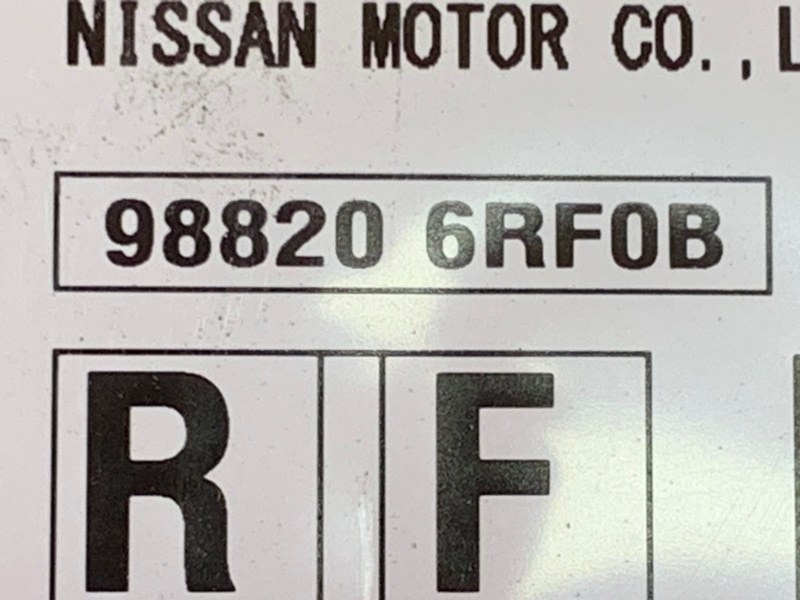 NISSAN MOTOR CO., L
98820 6RF0B
R F